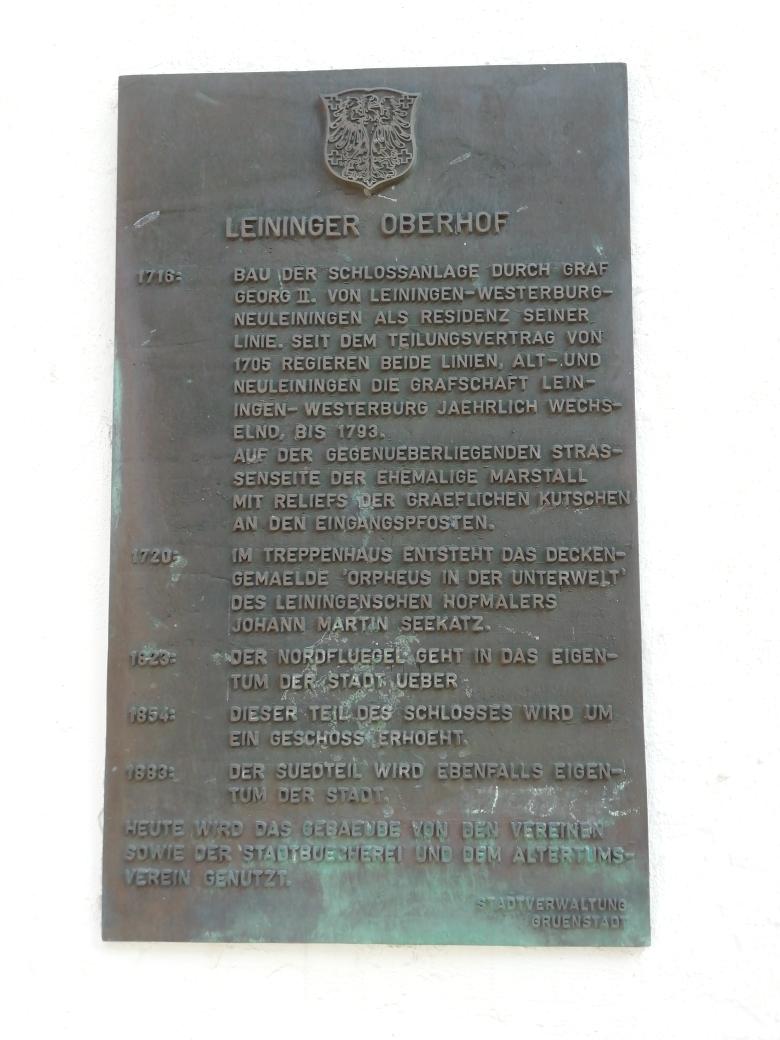 LEININGER OBERHOF
1716: BAU DER SCHLOSSANLAGE DURCH GRAF
GEORG II. VON LEININGEN-WESTERBURG-
NEULEININGEN ALS RESIDENZ SEINER
LINIE. SEIT DEM TEILUNGSVERTRAG VON
1705 REGIEREN BEIDE LINIEN, ALT- UND
NEULEININGEN DIE GRAFSCHAFT LEIN-
INGEN-WESTERBURG JAEHRLICH WECHS-
ELND, BIS 1793.
AUF DER GEGENUEBERLIEGENDEN STRAS-
SENSEITE DER EHEMALIGE MARSTALL
MIT RELIEFS DER GRAEFLICHEN KUTSCHEN
AN DEN EINGANGSPFOSTEN.
1720: IM TREPPENHAUS ENTSTEHT DAS DECKEN-
GEMAELDE 'ORPHEUS IN DER UNTERWELT'
DES LEININGENSCHEN HOFMALERS
JOHANN MARTIN SEEKATZ.
1823: DER NORDFLUEGEL GEHT IN DAS EIGEN-
TUM DER STADT UEBER
1854: DIESER TEIL DES SCHLOSSES WIRD UM
EIN GESCHOSS ERHOEHT.
1883: DER SUEDTEIL WIRD EBENFALLS EIGEN-
TUM DER STADT.
HEUTE WIRD DAS GEBAEUDE VON DEN VEREINEN
SOWIE DER STADTBUECHEREI UND DEM ALTERTUMS-
VEREIN GENUTZT.
STADTVERWALTUNG
GRUENSTADT